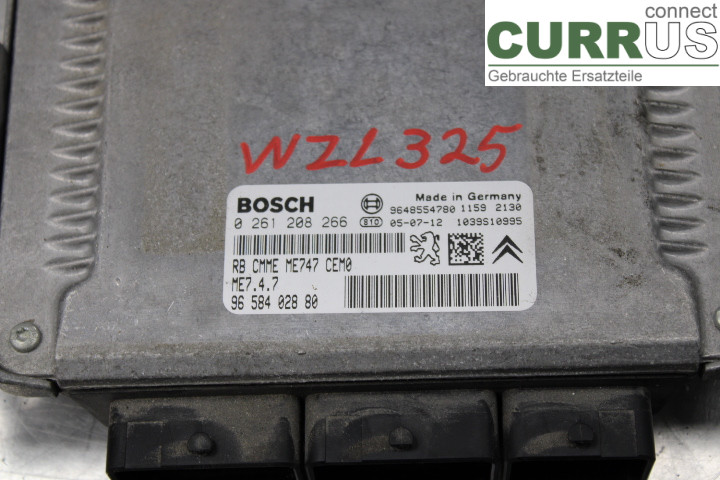 connect
CURRUS
Gebrauchte Ersatzteile
WZL325
BOSCH
Made in Germany
0 261 208 266
9648554780 1159 2130
810 05-07-12 1039S10995
RB CMME ME747 CEM0
ME7.4.7
96 584 028 80